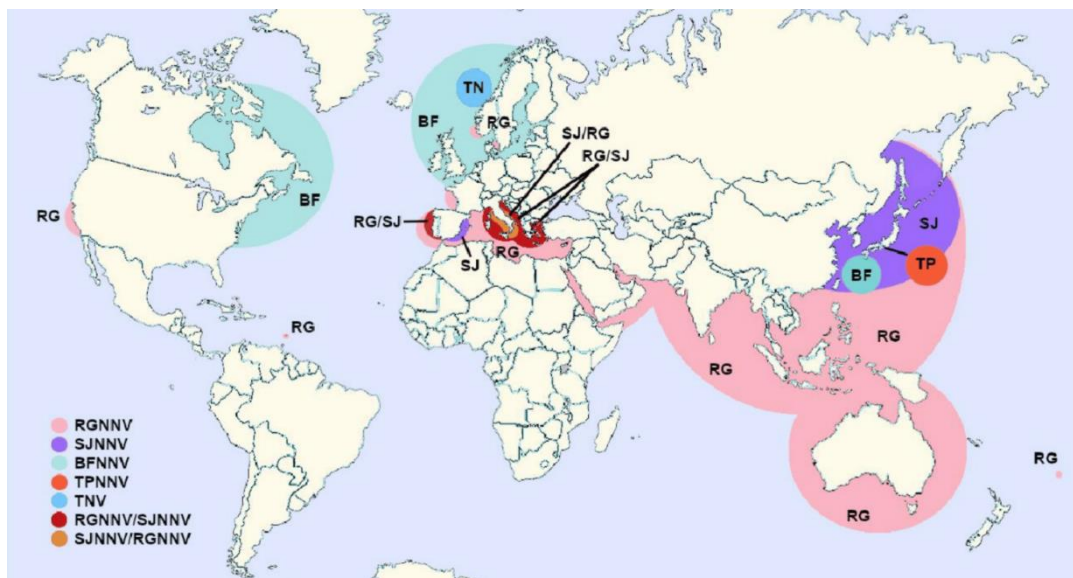 TN
BF
RG
SJ/RG
RG/SJ
BF
RG
RG/SJ
SJ
RG
SJ
BF
TP
RG
RG
RG
RG
RG
RGNNV
SJNNV
BFNNV
TPNNV
TNV
RGNNV/SJNNV
SJNNV/RGNNV